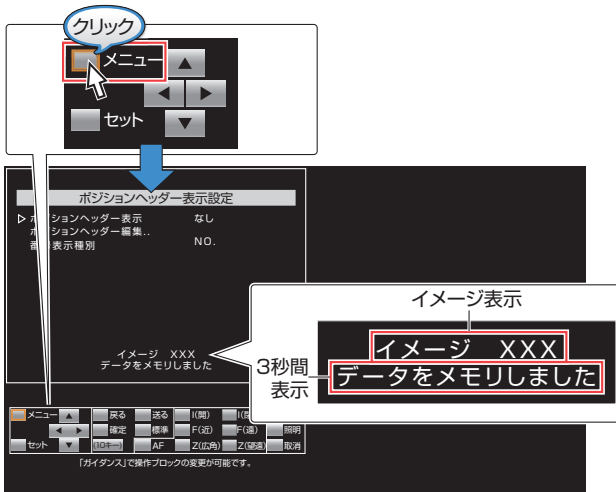 クリック
メニュー ▲
◀ ▶
セット ▼
ポジションヘッダー表示設定
ポジションヘッダー表示 なし
ポジションヘッダー編集..
番号表示種別 NO.
イメージ XXX
データをメモリしました
イメージ表示
イメージ XXX
3秒間
表示
データをメモリしました
メニュー ▲ 戻る 送る I(開)
◀ ▶ 確定 標準 F(近) F(遠) 照明
セット ▼ (10キー) AF Z(広角) Z(望遠) 取消
「ガイダンス」で操作ブロックの変更が可能です。